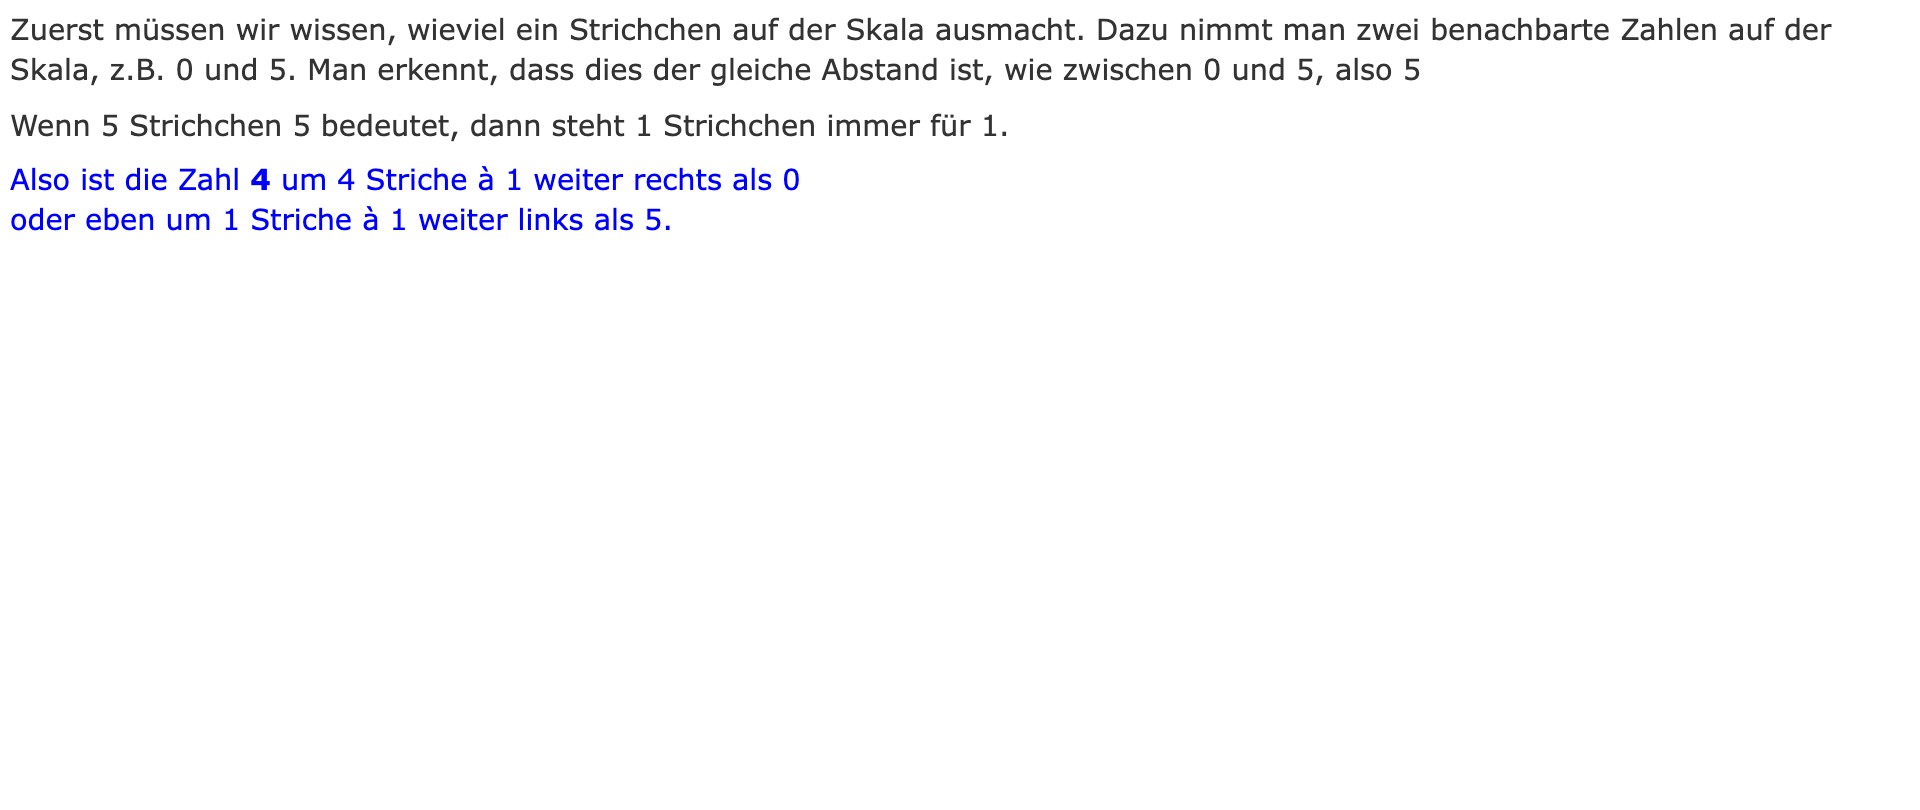 Zuerst müssen wir wissen, wieviel ein Strichchen auf der Skala ausmacht. Dazu nimmt man zwei benachbarte Zahlen auf der
Skala, z.B. 0 und 5. Man erkennt, dass dies der gleiche Abstand ist, wie zwischen 0 und 5, also 5
Wenn 5 Strichchen 5 bedeutet, dann steht 1 Strichchen immer für 1.
Also ist die Zahl 4 um 4 Striche à 1 weiter rechts als 0
oder eben um 1 Striche à 1 weiter links als 5.